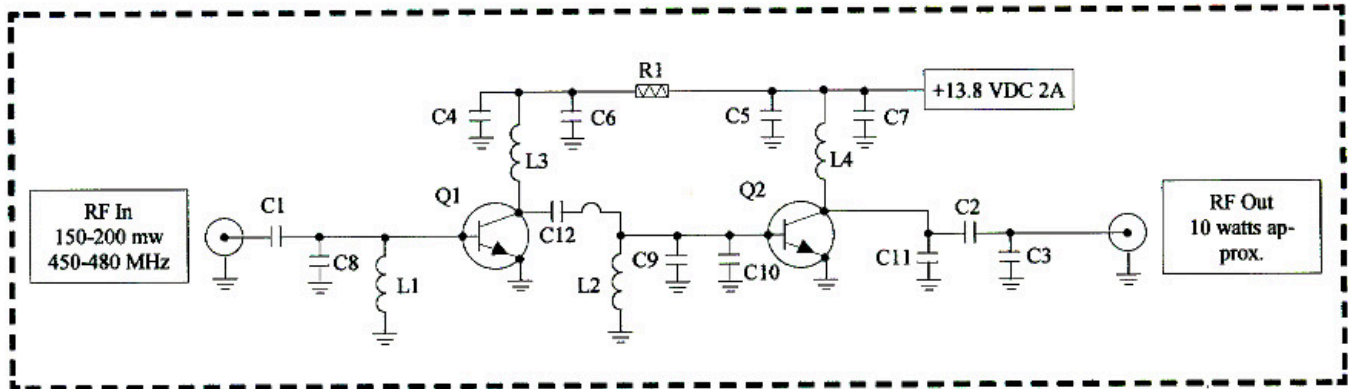 R1
+13.8 VDC 2A
C4
C6
C5
C7
L3
L4
Q1
Q2
RF In
150-200 mw
450-480 MHz
C1
C12
C2
RF Out
10 watts ap-
prox.
C8
L1
L2
C9
C10
C11
C3